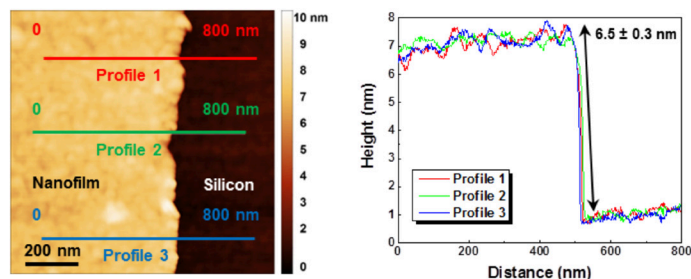 0 800 nm
Profile 1
0 800 nm
Profile 2
Nanofilm Silicon
0 800 nm
200 nm Profile 3
10 nm
9
8
7
6
5
4
3
2
1
0
Height (nm)
8
7
6
5
4
3
2
1
0
6.5 ± 0.3 nm
Profile 1
Profile 2
Profile 3
0 200 400 600 800
Distance (nm)